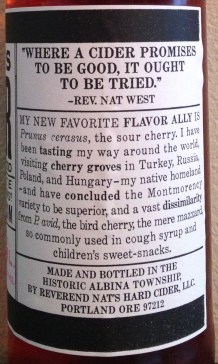 "WHERE A CIDER PROMISES
TO BE GOOD, IT OUGHT
TO BE TRIED."
-REV. NAT WEST
MY NEW FAVORITE FLAVOR ALLY IS
Prunus cerasus, the sour cherry. I have
been tasting my way around the world,
visiting cherry groves in Turkey, Russia,
Poland, and Hungary–my native homeland
-and have concluded the Montmorency
variety to be superior, and a vast dissimilarity
from P. avid, the bird cherry, the mere mazzard,
so commonly used in cough syrup and
children's sweet-snacks.
MADE AND BOTTLED IN THE
HISTORIC ALBINA TOWNSHIP,
BY REVEREND NAT'S HARD CIDER, LLC.
PORTLAND ORE 97212